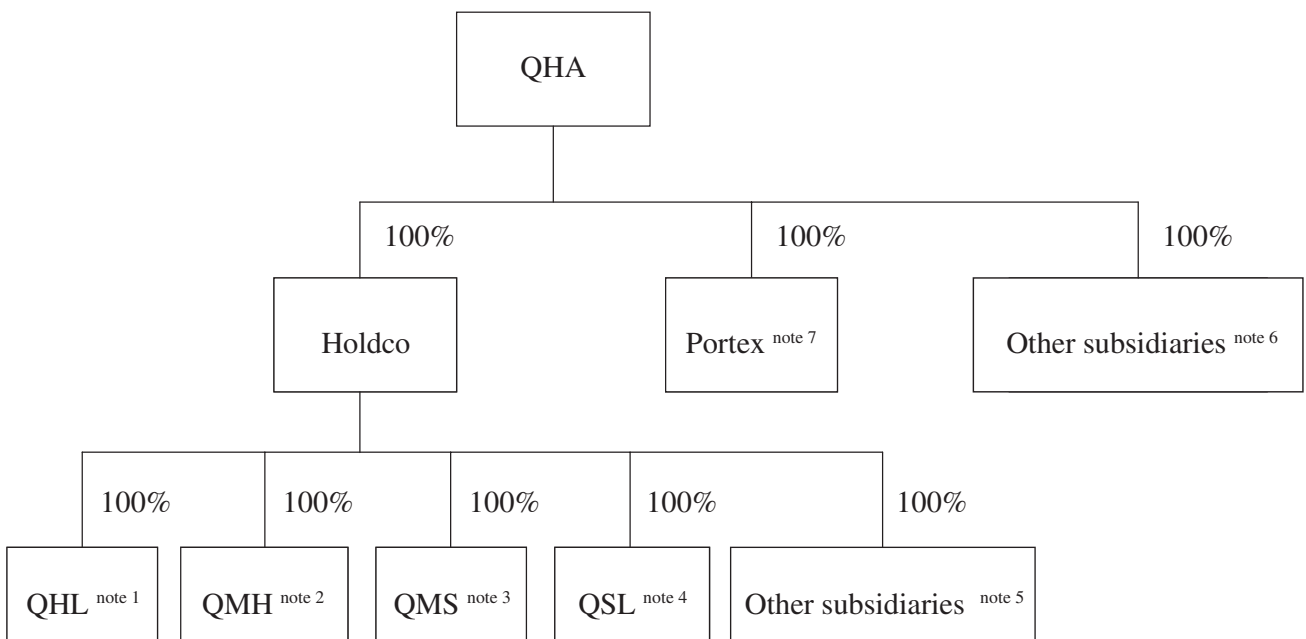 QHA
100% 100% 100%
Holdco Portex note 7 Other subsidiaries note 6
100% 100% 100% 100% 100%
QHL note 1 QMH note 2 QMS note 3 QSL note 4 Other subsidiaries note 5